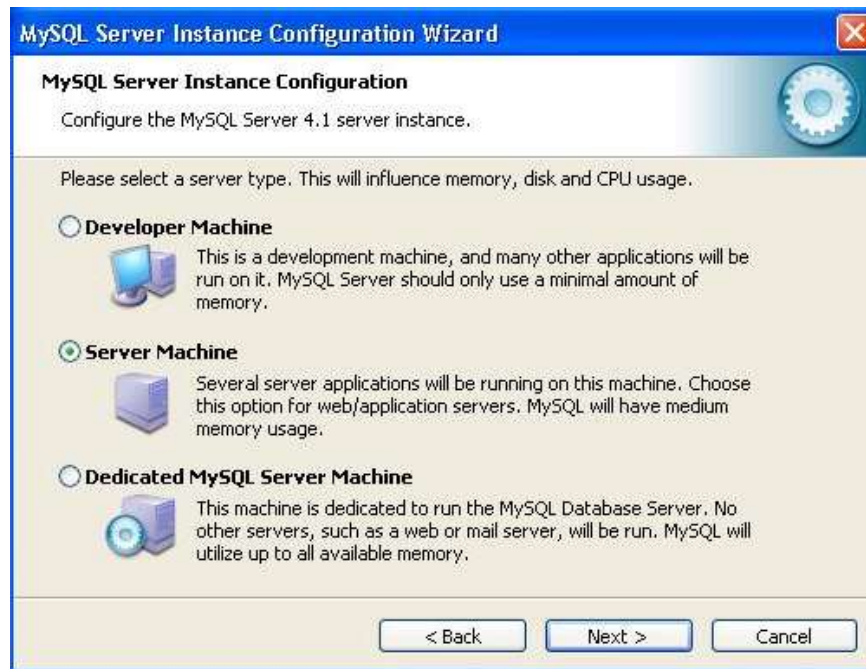 MySQL Server Instance Configuration Wizard
MySQL Server Instance Configuration
Configure the MySQL Server 4.1 server instance.
Please select a server type. This will influence memory, disk and CPU usage.
Developer Machine
This is a development machine, and many other applications will be
run on it. MySQL Server should only use a minimal amount of
memory.
Server Machine
Several server applications will be running on this machine. Choose
this option for web/application servers. MySQL will have medium
memory usage.
Dedicated MySQL Server Machine
This machine is dedicated to run the MySQL Database Server. No
other servers, such as a web or mail server, will be run. MySQL will
utilize up to all available memory.
< Back Next > Cancel